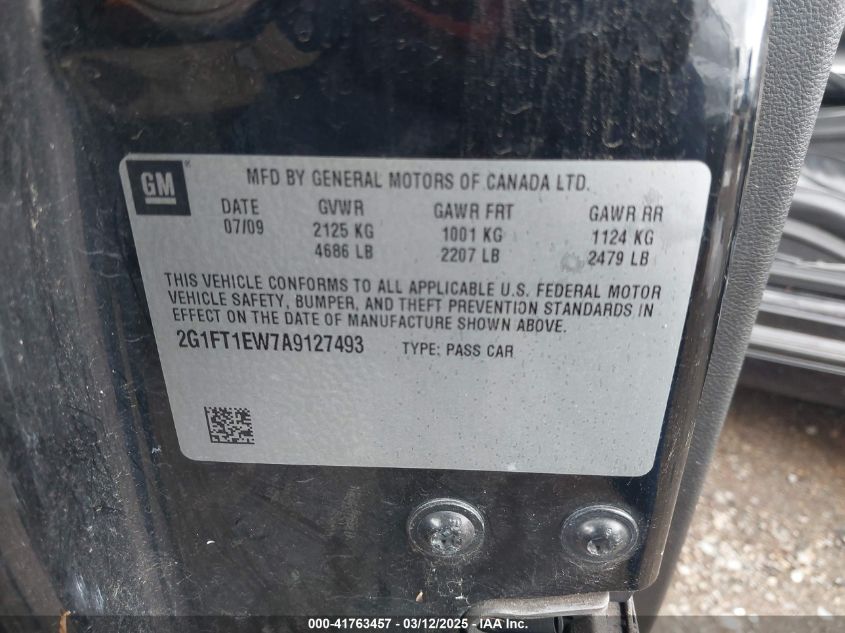 GM
MFD BY GENERAL MOTORS OF CANADA LTD.
DATE GVWR GAWR FRT GAWR RR
07/09 2125 KG 1001 KG 1124 KG
4686 LB 2207 LB 2479 LB
THIS VEHICLE CONFORMS TO ALL APPLICABLE U.S. FEDERAL MOTOR
VEHICLE SAFETY, BUMPER, AND THEFT PREVENTION STANDARDS IN
EFFECT ON THE DATE OF MANUFACTURE SHOWN ABOVE.
2G1FT1EW7A9127493 TYPE: PASS CAR
000-41763457 - 03/12/2025 - IAA Inc.